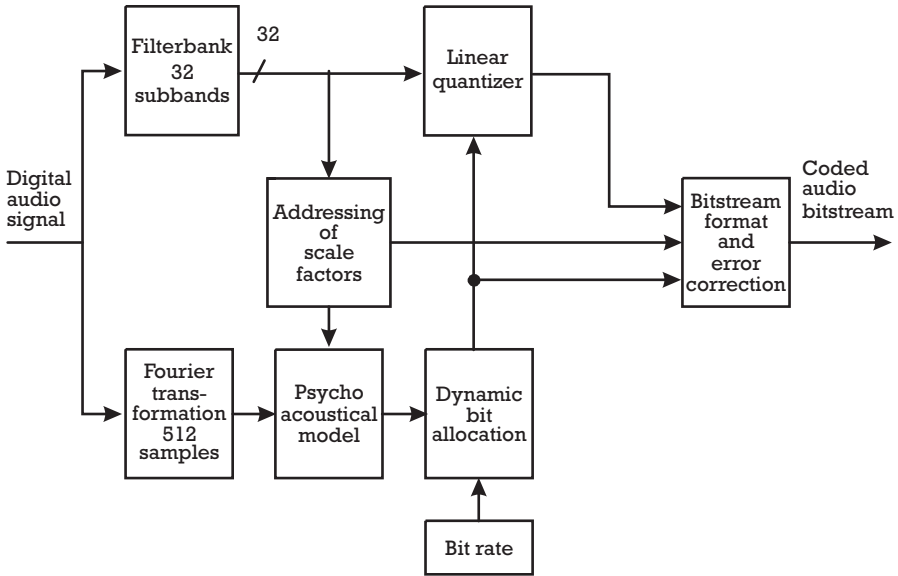 Filterbank
32
subbands
32
Linear
quantizer
Digital
audio
signal
Addressing
of
scale
factors
Bitstream
format
and
error
correction
Coded
audio
bitstream
Fourier
trans-
formation
512
samples
Psycho
acoustical
model
Dynamic
bit
allocation
Bit rate